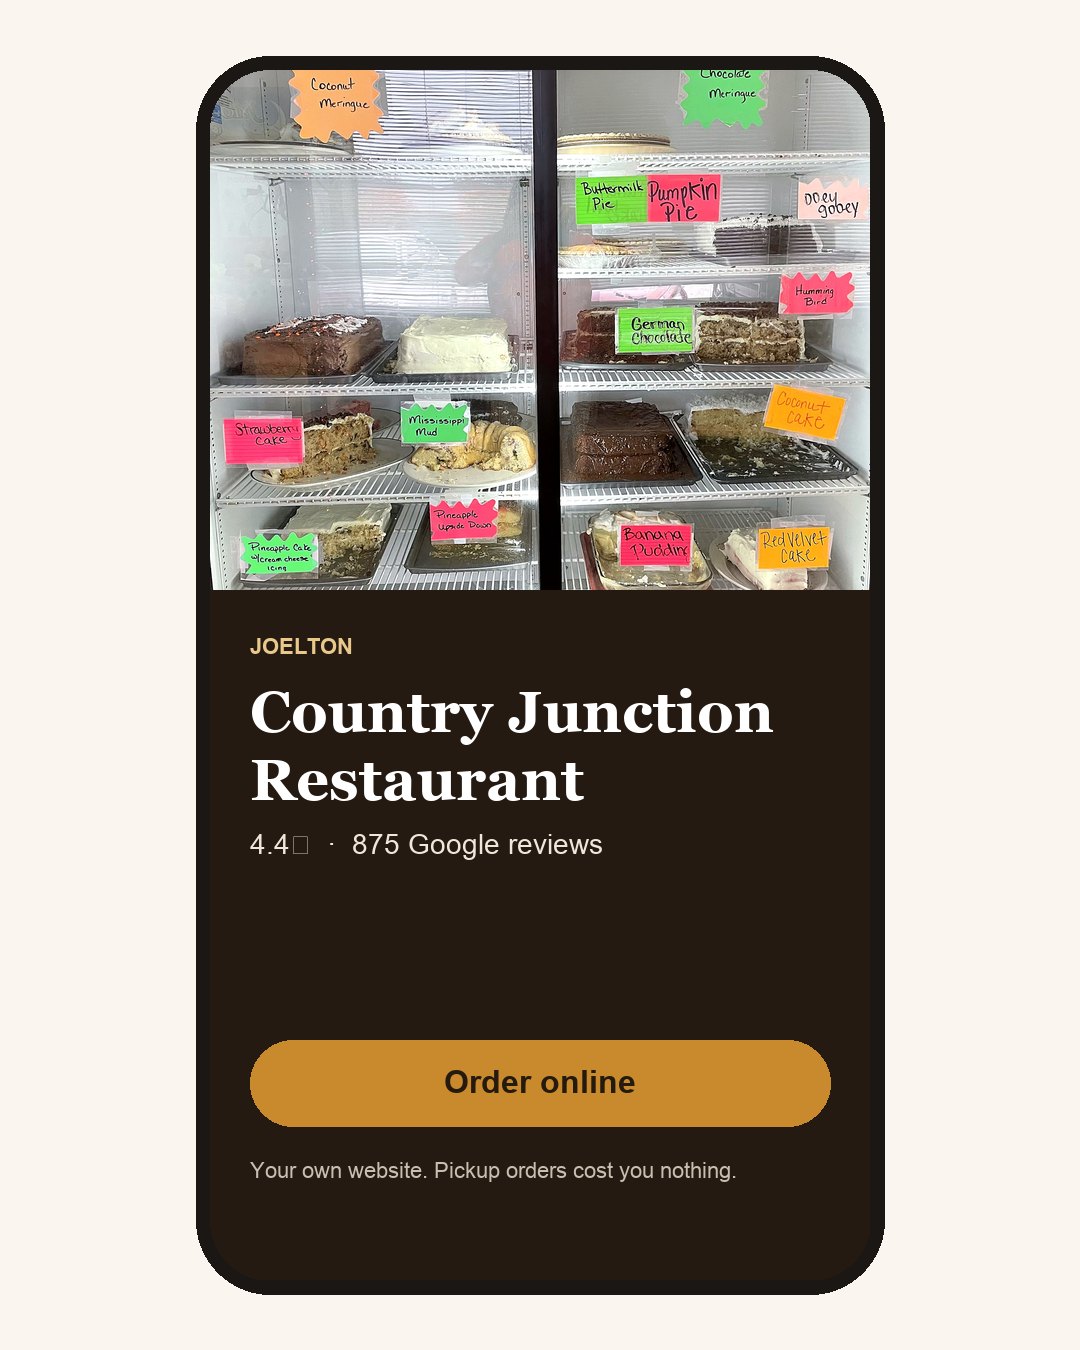 Coconut
Meringue
Chocolate
Meringue
Buttermilk
Pie
Pumpkin
Pie
ooey
gooey
Humming
Bird
German
Chocolate
Strawberry
Cake
Mississippi
Mud
Coconut
Cake
Pineapple
Upside Down
Pineapple Cake
w/cream cheese
icing
Banana
Pudding
Red Velvet
Cake
JOELTON
Country Junction
Restaurant
4.4 · 875 Google reviews
Order online
Your own website. Pickup orders cost you nothing.